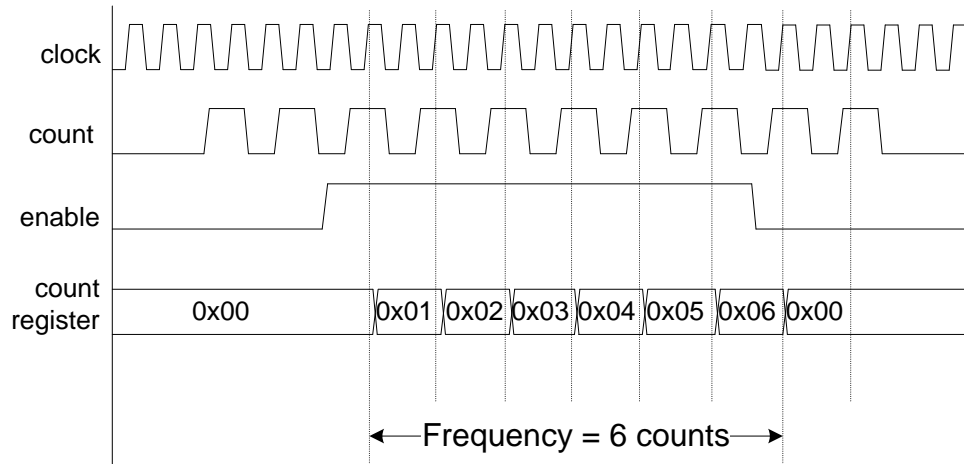 clock
count
enable
count
register
0x00
0x01
0x02
0x03
0x04
0x05
0x06
0x00
Frequency = 6 counts